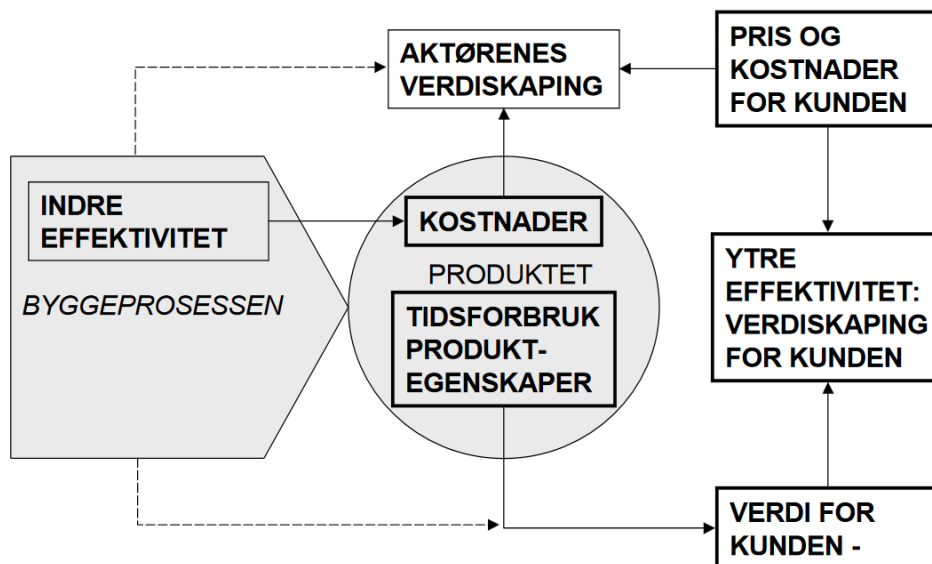 AKTØRENES
VERDISKAPING
PRIS OG
KOSTNADER
FOR KUNDEN
INDRE
EFFEKTIVITET
BYGGEPROSESSEN
KOSTNADER
PRODUKTET
TIDSFORBRUK
PRODUKT-
EGENSKAPER
YTRE
EFFEKTIVITET:
VERDISKAPING
FOR KUNDEN
VERDI FOR
KUNDEN -